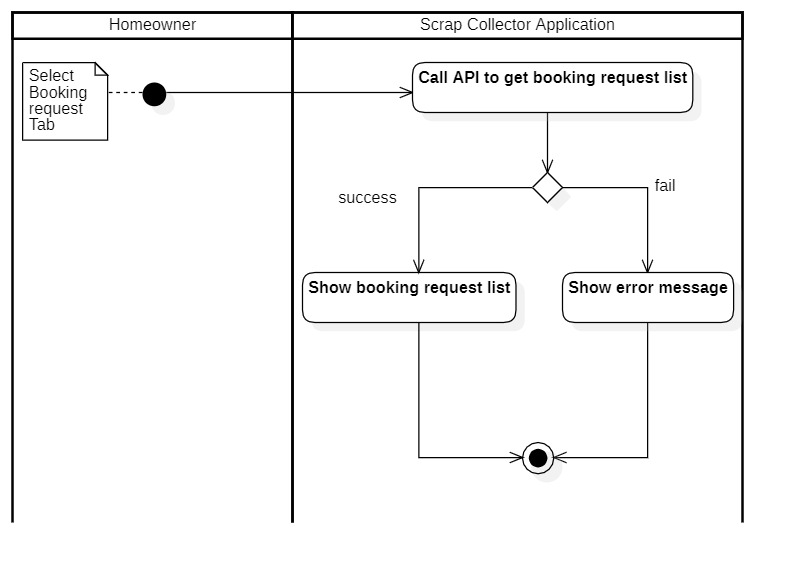 Homeowner
Scrap Collector Application
Select
Booking
request
Tab
Call API to get booking request list
success
fail
Show booking request list
Show error message